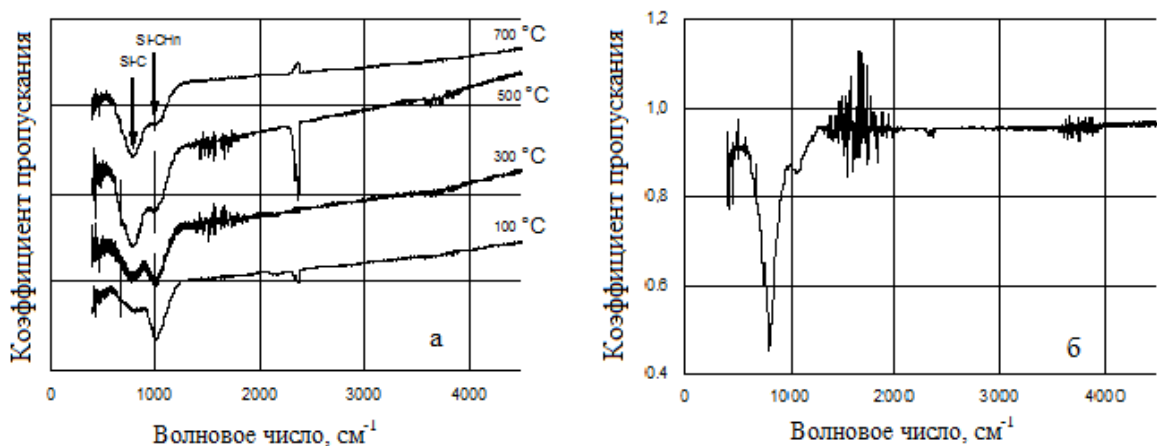 Коэффициент пропускания
Si-C
Si-CHn
700 °C
500 °C
300 °C
100 °C
а
0
1000
2000
3000
4000
Волновое число, см⁻¹
Коэффициент пропускания
1,2
1,0
0.8
0.6
0.4
б
0
1000
2000
3000
4000
Волновое число, см⁻¹